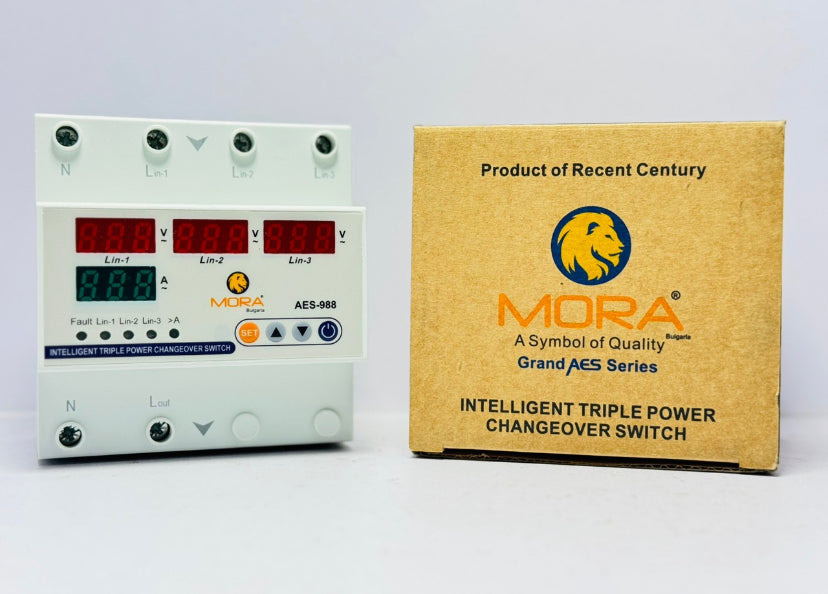 N Lin-1 Lin-2 Lin-3
V ~ V ~ V ~
Lin-1 Lin-2 Lin-3
A ~
MORA®
Bulgaria
AES-988
Fault Lin-1 Lin-2 Lin-3 >A
SET
INTELLIGENT TRIPLE POWER CHANGEOVER SWITCH
N Lout
Product of Recent Century
MORA®
Bulgaria
A Symbol of Quality
Grand AES Series
INTELLIGENT TRIPLE POWER
CHANGEOVER SWITCH